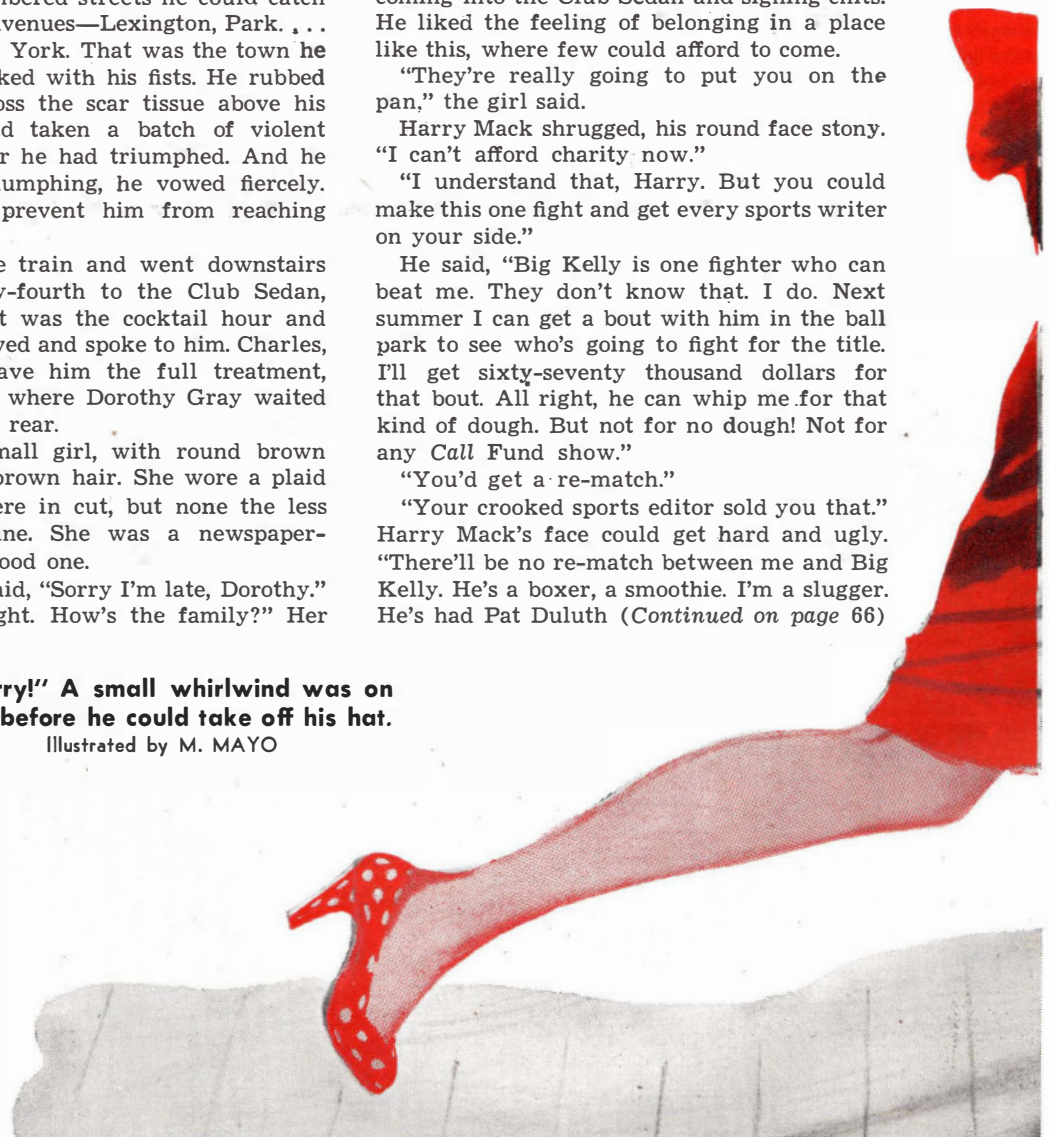 bered streets he could catch
venues—Lexington, Park. . . .
York. That was the town he
ked with his fists. He rubbed
oss the scar tissue above his
d taken a batch of violent
r he had triumphed. And he
umphing, he vowed fiercely.
prevent him from reaching
e train and went downstairs
y-fourth to the Club Sedan,
t was the cocktail hour and
ved and spoke to him. Charles,
ave him the full treatment,
where Dorothy Gray waited
rear.
mall girl, with round brown
brown hair. She wore a plaid
ere in cut, but none the less
ine. She was a newspaper-
ood one.
aid, “Sorry I’m late, Dorothy.”
ght. How’s the family?” Her
coming into the Club Sedan and signing chits.
He liked the feeling of belonging in a place
like this, where few could afford to come.
“They’re really going to put you on the
pan,” the girl said.
Harry Mack shrugged, his round face stony.
“I can’t afford charity now.”
“I understand that, Harry. But you could
make this one fight and get every sports writer
on your side.”
He said, “Big Kelly is one fighter who can
beat me. They don’t know that. I do. Next
summer I can get a bout with him in the ball
park to see who’s going to fight for the title.
I’ll get sixty-seventy thousand dollars for
that bout. All right, he can whip me for that
kind of dough. But not for no dough! Not for
any Call Fund show.”
“You’d get a re-match.”
“Your crooked sports editor sold you that.”
Harry Mack’s face could get hard and ugly.
“There’ll be no re-match between me and Big
Kelly. He’s a boxer, a smoothie. I’m a slugger.
He’s had Pat Duluth (Continued on page 66)
rry!” A small whirlwind was on
before he could take off his hat.
Illustrated by M. MAYO